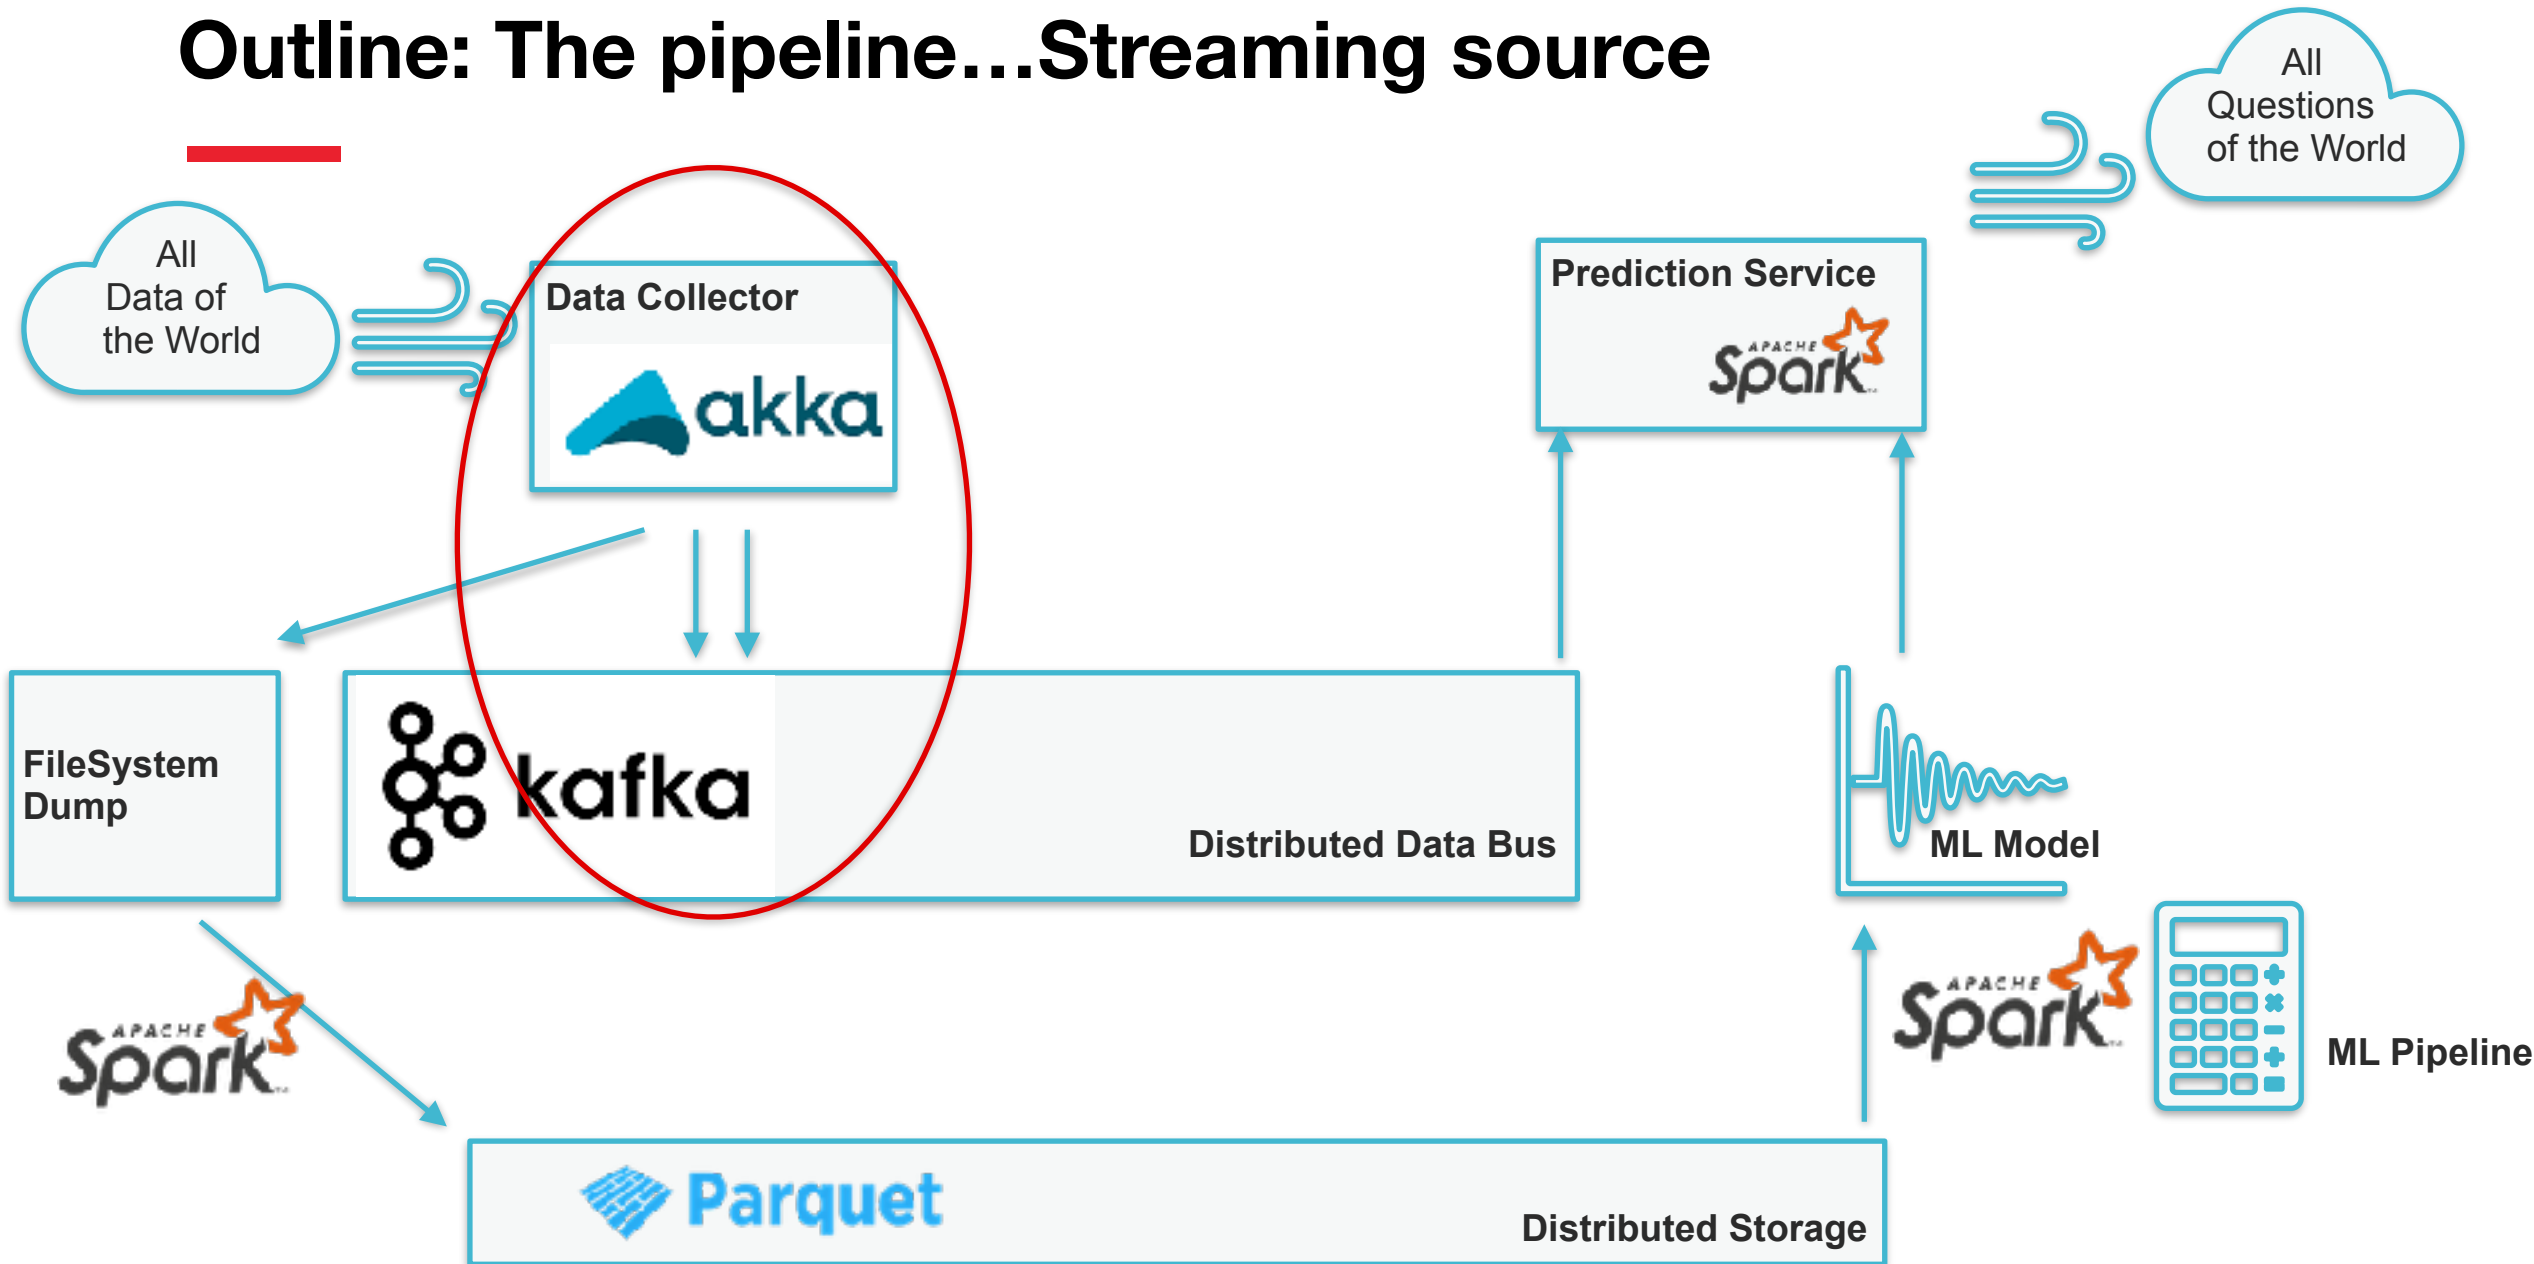 Outline: The pipeline...Streaming source
All
Questions
of the World
All
Data of
the World
Data Collector
akka
Prediction Service
APACHE
Spark
FileSystem
Dump
kafka
Distributed Data Bus
ML Model
APACHE
Spark
APACHE
Spark
ML Pipeline
Parquet
Distributed Storage